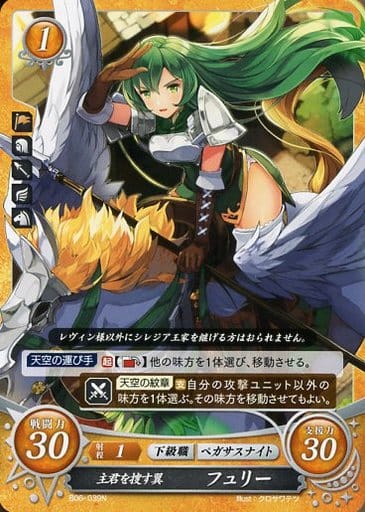 1
レヴィン様以外にシレジア王家を継げる方はおられません。
天空の運び手 起【】他の味方を1体選び、移動させる。
天空の紋章 支 自分の攻撃ユニット以外の
味方を1体選ぶ。その味方を移動させてもよい。
戦闘力 30 射程 1 下級職 ペガサスナイト 支援力 30
主君を捜す翼 フュリー
B06-039N Illust：クロサワテツ